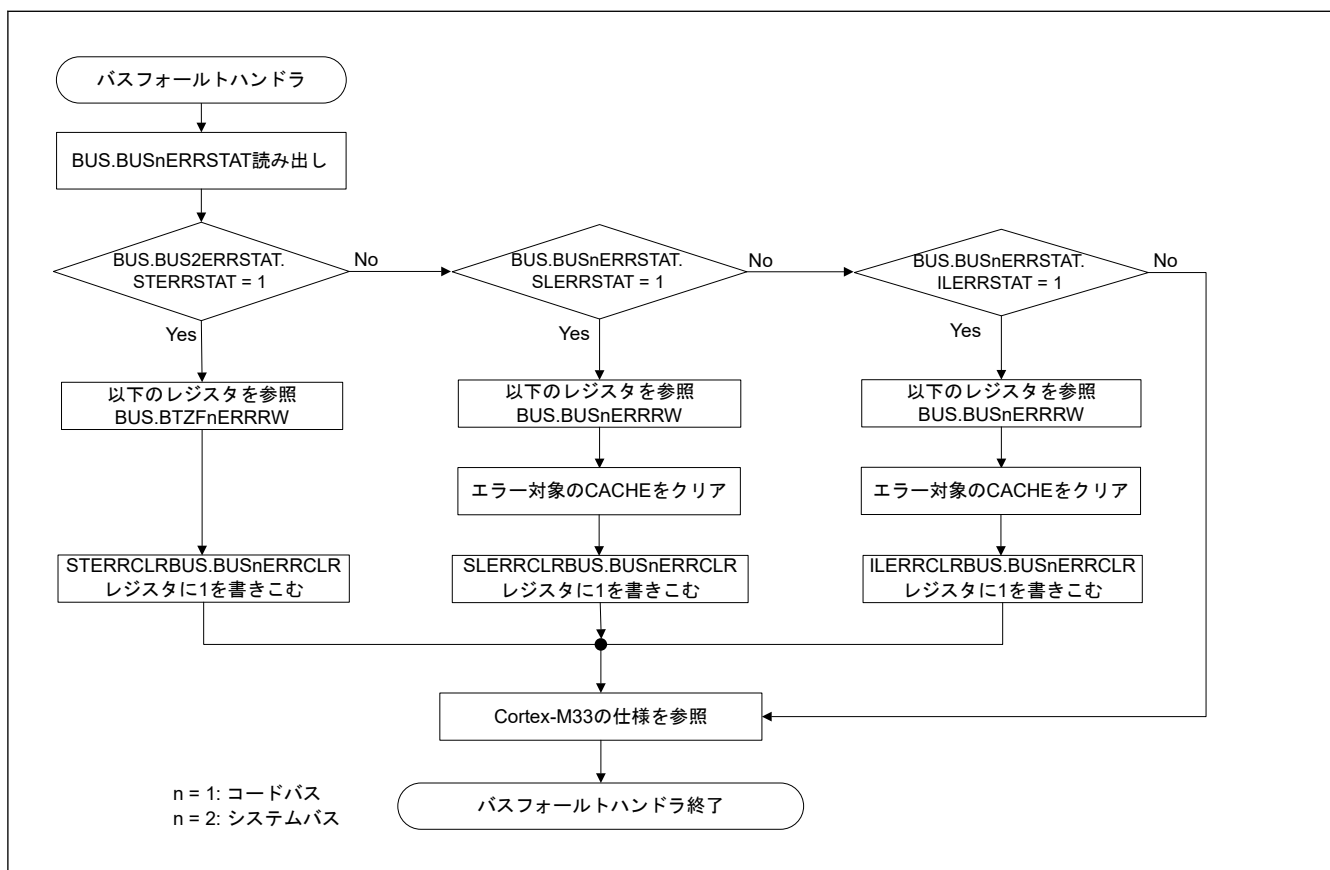 バスフォールトハンドラ
BUS.BUSnERRSTAT読み出し
BUS.BUS2ERRSTAT.
STERRSTAT = 1
No
BUS.BUSnERRSTAT.
SLERRSTAT = 1
No
BUS.BUSnERRSTAT.
ILERRSTAT = 1
No
Yes
Yes
Yes
以下のレジスタを参照
BUS.BTZFnERRRW
以下のレジスタを参照
BUS.BUSnERRRW
以下のレジスタを参照
BUS.BUSnERRRW
エラー対象のCACHEをクリア
エラー対象のCACHEをクリア
STERRCLRBUS.BUSnERRCLR
レジスタに1を書きこむ
SLERRCLRBUS.BUSnERRCLR
レジスタに1を書きこむ
ILERRCLRBUS.BUSnERRCLR
レジスタに1を書きこむ
Cortex-M33の仕様を参照
バスフォールトハンドラ終了
n = 1: コードバス
n = 2: システムバス